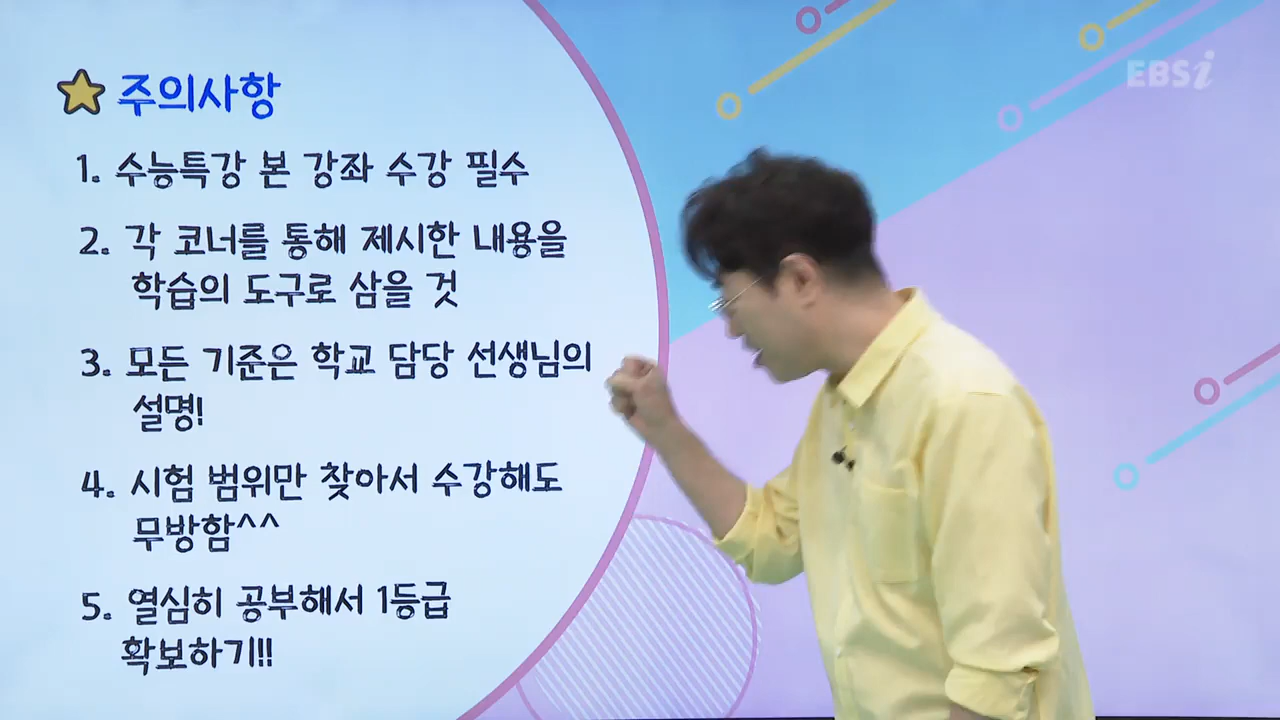 주의사항
EBSi
1. 수능특강 본 강좌 수강 필수
2. 각 코너를 통해 제시한 내용을
학습의 도구로 삼을 것
3. 모든 기준은 학교 담당 선생님의
설명!
4. 시험 범위만 찾아서 수강해도
무방함^^
5. 열심히 공부해서 1등급
확보하기!!